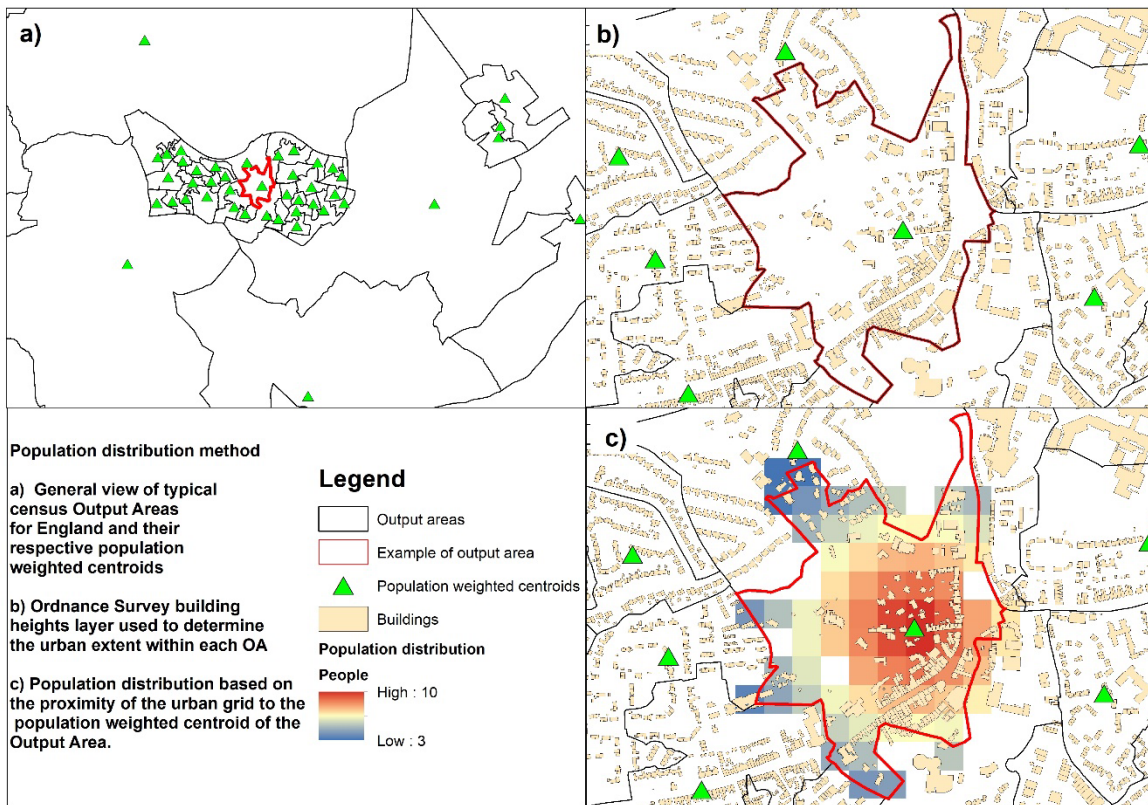 a)
b)
Population distribution method
a) General view of typical
census Output Areas
for England and their
respective population
weighted centroids
b) Ordnance Survey building
heights layer used to determine
the urban extent within each OA
c) Population distribution based on
the proximity of the urban grid to the
population weighted centroid of the
Output Area.
Legend
Output areas
Example of output area
Population weighted centroids
Buildings
Population distribution
People
High : 10
Low : 3
c)